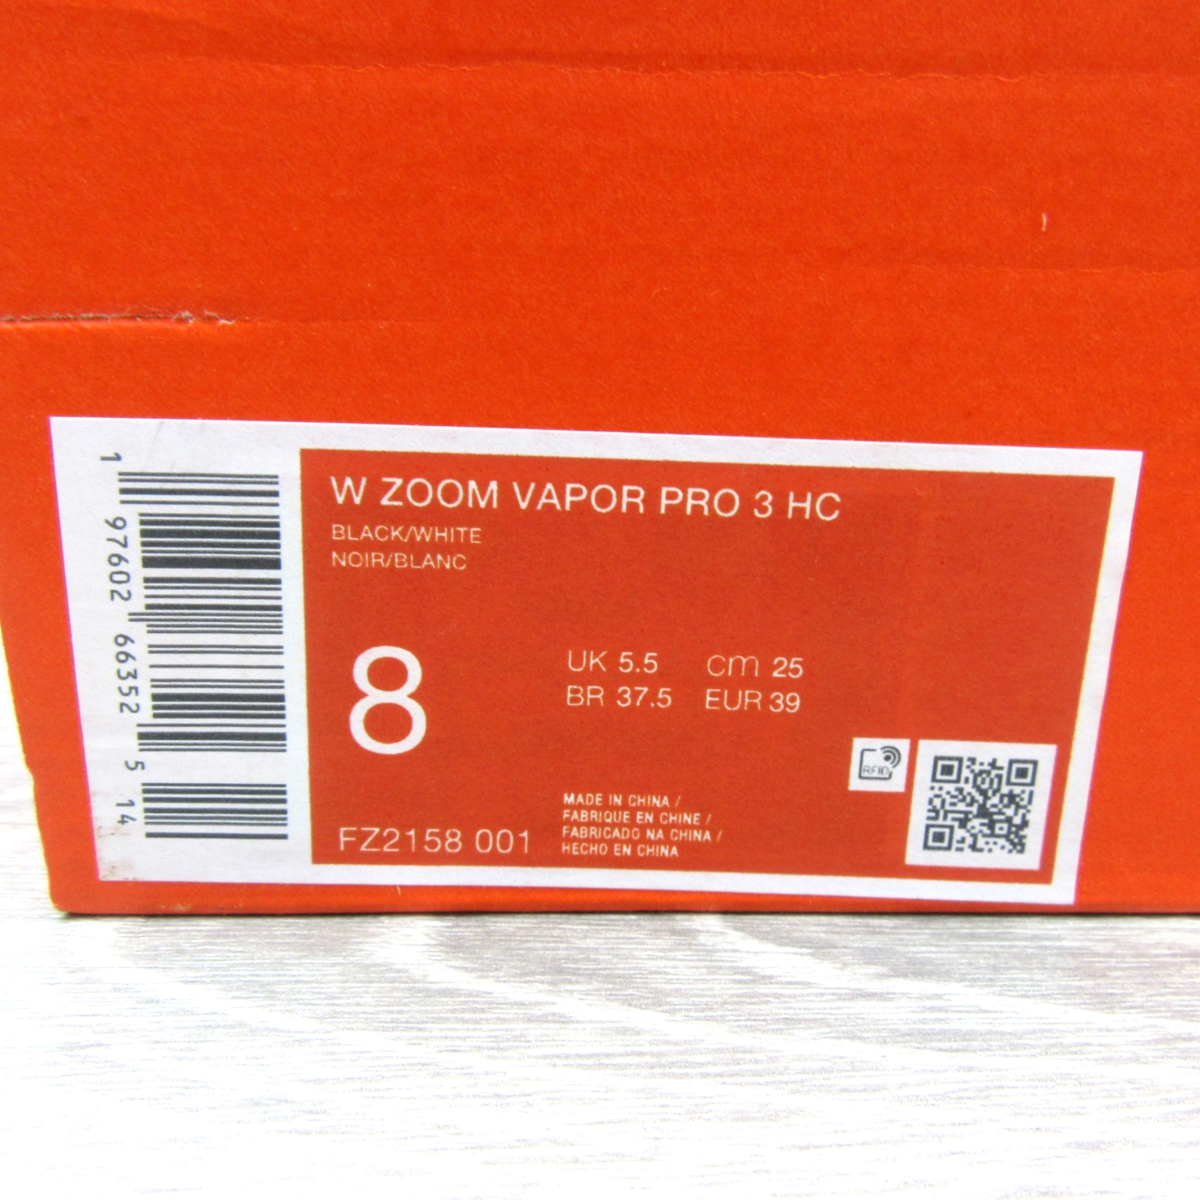 W ZOOM VAPOR PRO 3 HC
BLACK/WHITE
NOIR/BLANC
8
UK 5.5 cm 25
BR 37.5 EUR 39
FZ2158 001
MADE IN CHINA /
FABRIQUE EN CHINE /
FABRICADO NA CHINA /
HECHO EN CHINA
RFID
1 97602 66352 5 14